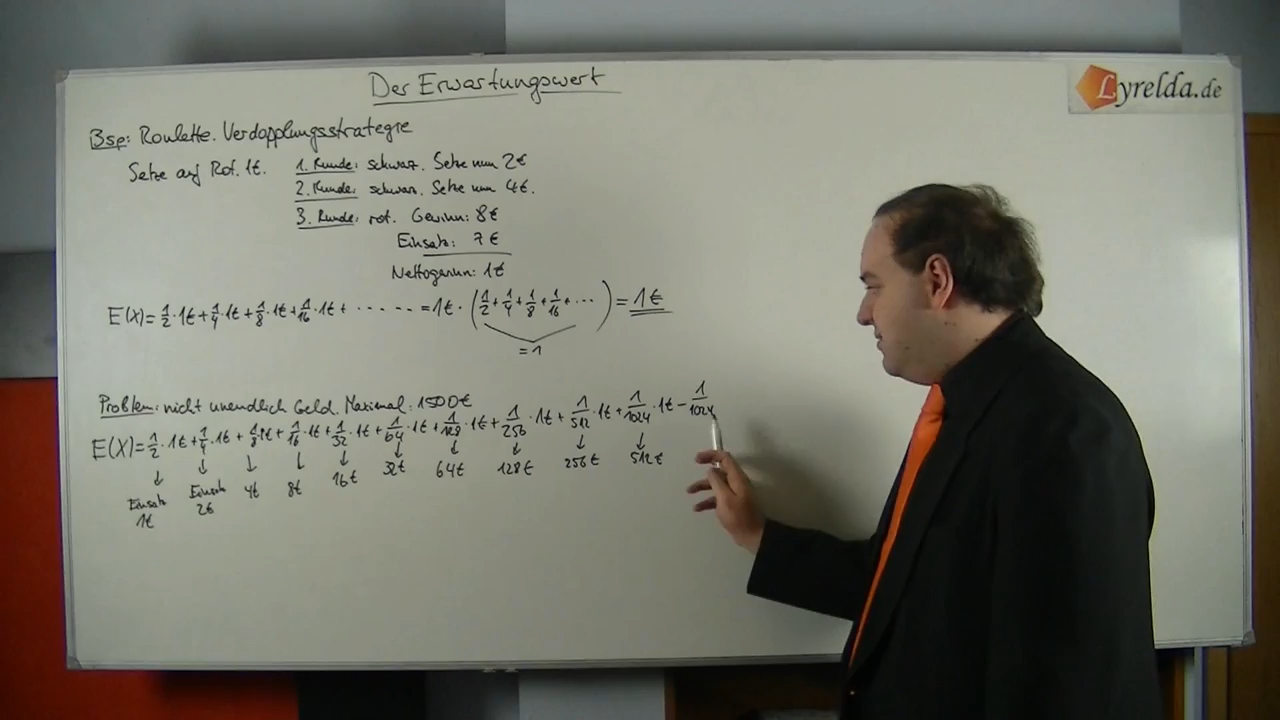 Der Erwartungswert
Lyrelda.de
Bsp: Roulette. Verdopplungsstrategie
Setze auf Rot. 1€. 1. Runde: schwarz. Setze nun 2€
2. Runde: schwarz. Setze nun 4€.
3. Runde: rot. Gewinn: 8€
Einsatz: 7€
Nettogewinn: 1€
E(X)=1/2·1€+1/4·1€+1/8·1€+1/16·1€+······=1€·(1/2+1/4+1/8+1/16+···)=1€
=1
Problem: nicht unendlich Geld. Maximal: 1500€
E(X)=1/2·1€+1/4·1€+1/8·1€+1/16·1€+1/32·1€+1/64·1€+1/128·1€+1/256·1€+1/512·1€+1/1024·1€-1/1024
↓ ↓ ↓ ↓ ↓ ↓ ↓ ↓ ↓ ↓
Einsatz 1€ Einsatz 2€ 4€ 8€ 16€ 32€ 64€ 128€ 256€ 512€